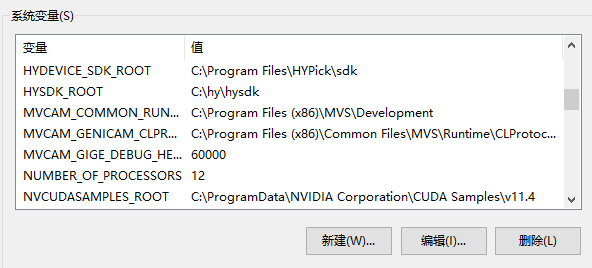 系统变量(S)
变量 值
HYDEVICE_SDK_ROOT C:\Program Files\HYPick\sdk
HYSDK_ROOT C:\hy\hysdk
MVCAM_COMMON_RUN... C:\Program Files (x86)\MVS\Development
MVCAM_GENICAM_CLPR... C:\Program Files (x86)\Common Files\MVS\Runtime\CLProtoc...
MVCAM_GIGE_DEBUG_HE... 60000
NUMBER_OF_PROCESSORS 12
NVCUDASAMPLES_ROOT C:\ProgramData\NVIDIA Corporation\CUDA Samples\v11.4
新建(W)... 编辑(I)... 删除(L)